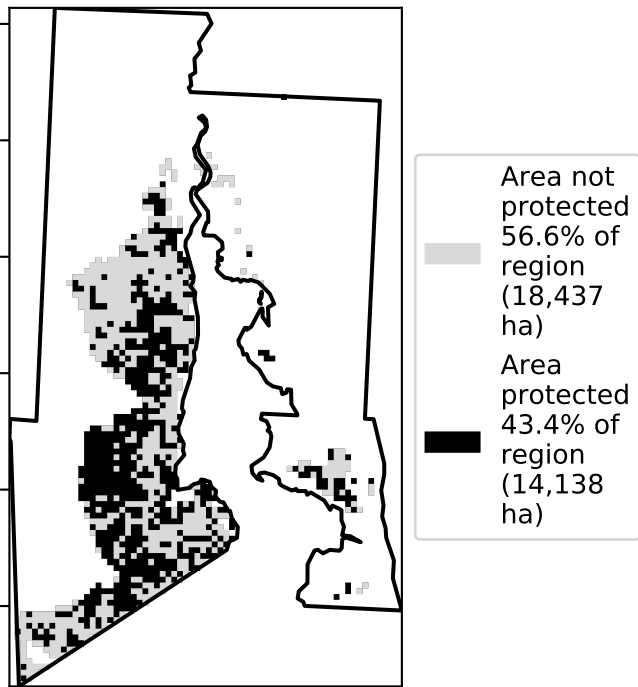 Area not
protected
56.6% of
region
(18,437
ha)
Area
protected
43.4% of
region
(14,138
ha)